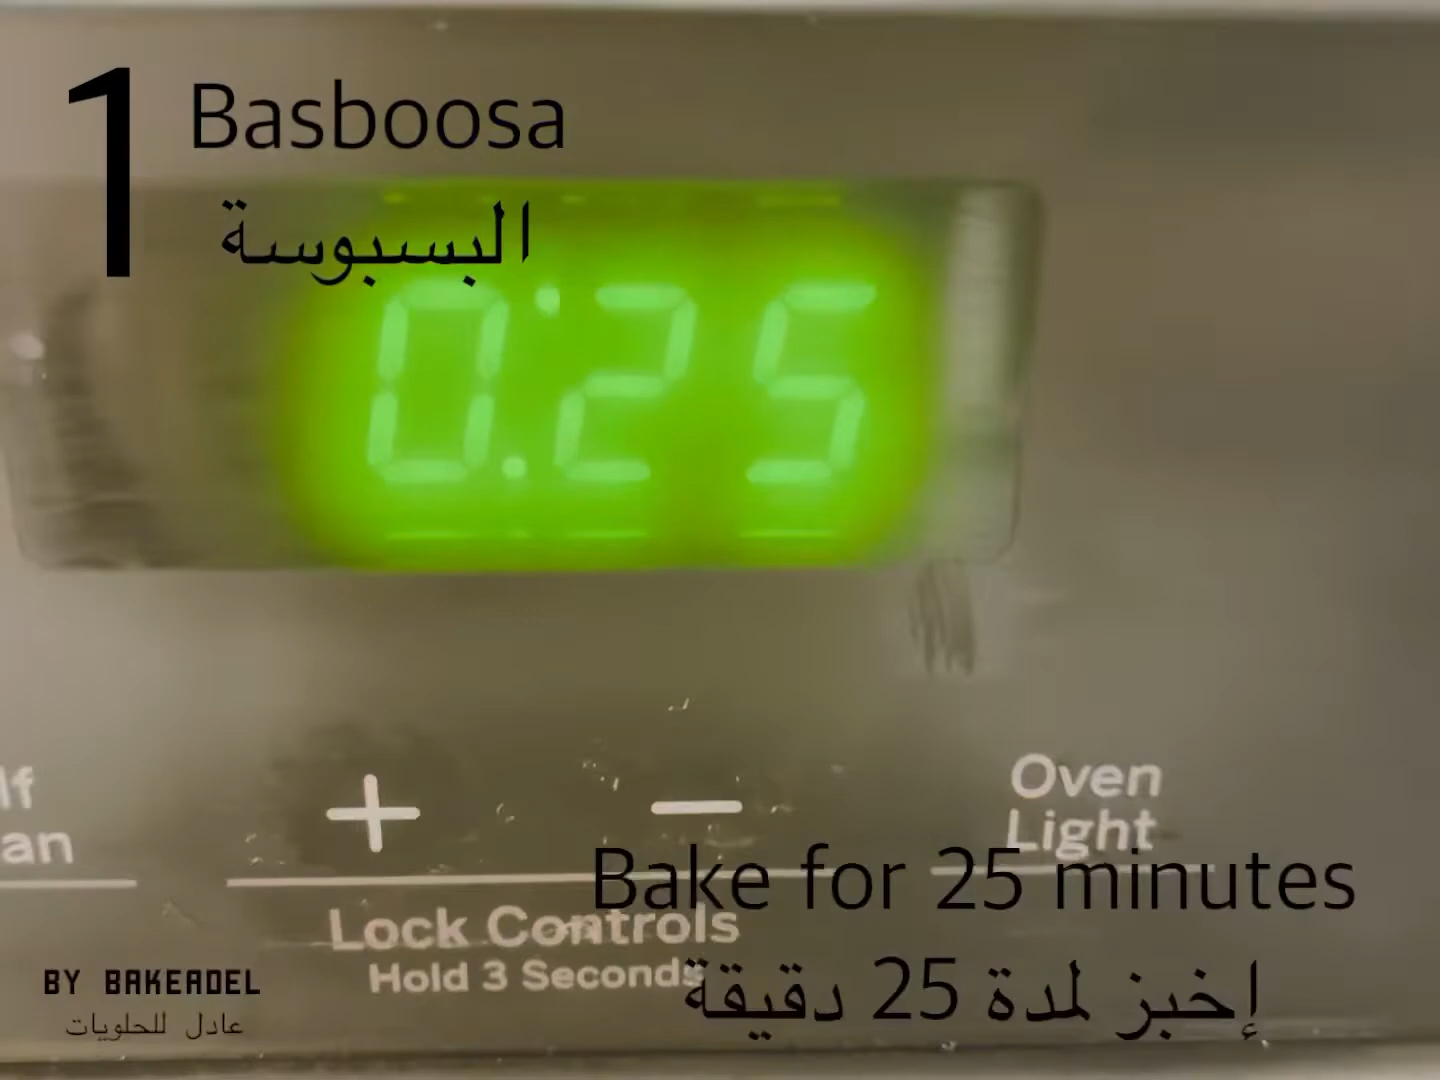 1
Basboosa
البسبوسة
0:25
lf
an
+
−
Oven
Light
Bake for 25 minutes
Lock Controls
Hold 3 Seconds
إخبز لمدة 25 دقيقة
BY BAKEADEL
عادل للحلويات